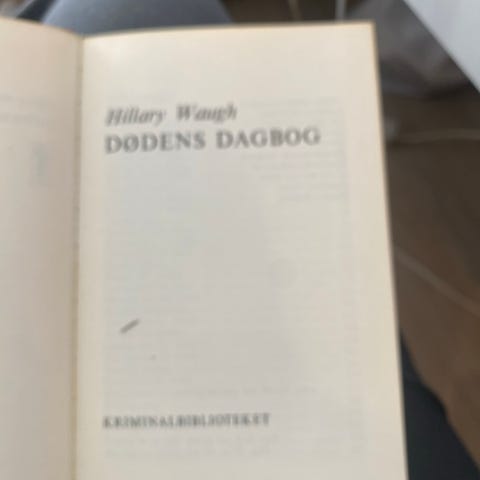 Hillary Waugh
DØDENS DAGBOG
KRIMINALBIBLIOTEKET